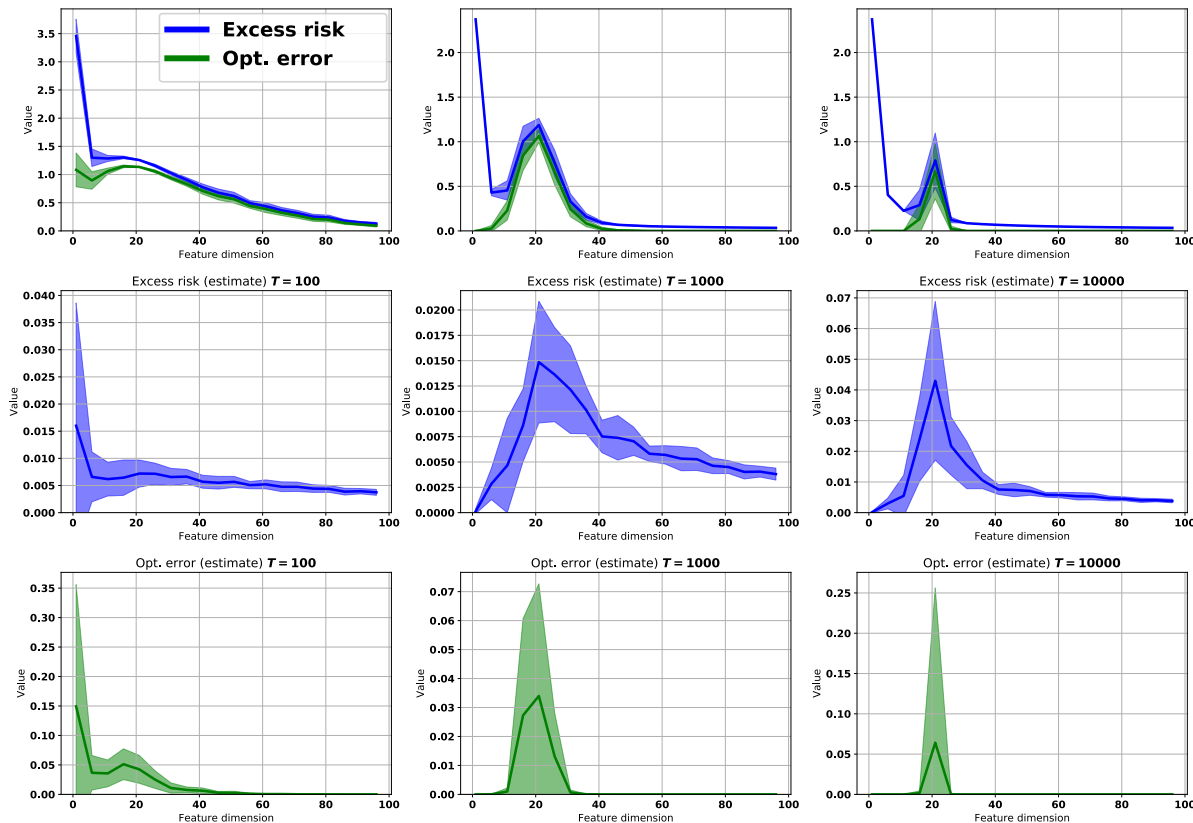 Excess risk
Opt. error
Value
3.5
3.0
2.5
2.0
1.5
1.0
0.5
0.0
0 20 40 60 80 100
Feature dimension
Value
2.0
1.5
1.0
0.5
0.0
0 20 40 60 80 100
Feature dimension
Value
2.0
1.5
1.0
0.5
0.0
0 20 40 60 80 100
Feature dimension
Excess risk (estimate) T = 100
Value
0.040
0.035
0.030
0.025
0.020
0.015
0.010
0.005
0.000
0 20 40 60 80 100
Feature dimension
Excess risk (estimate) T = 1000
Value
0.0200
0.0175
0.0150
0.0125
0.0100
0.0075
0.0050
0.0025
0.0000
0 20 40 60 80 100
Feature dimension
Excess risk (estimate) T = 10000
Value
0.07
0.06
0.05
0.04
0.03
0.02
0.01
0.00
0 20 40 60 80 100
Feature dimension
Opt. error (estimate) T = 100
Value
0.35
0.30
0.25
0.20
0.15
0.10
0.05
0.00
0 20 40 60 80 100
Feature dimension
Opt. error (estimate) T = 1000
Value
0.07
0.06
0.05
0.04
0.03
0.02
0.01
0.00
0 20 40 60 80 100
Feature dimension
Opt. error (estimate) T = 10000
Value
0.25
0.20
0.15
0.10
0.05
0.00
0 20 40 60 80 100
Feature dimension